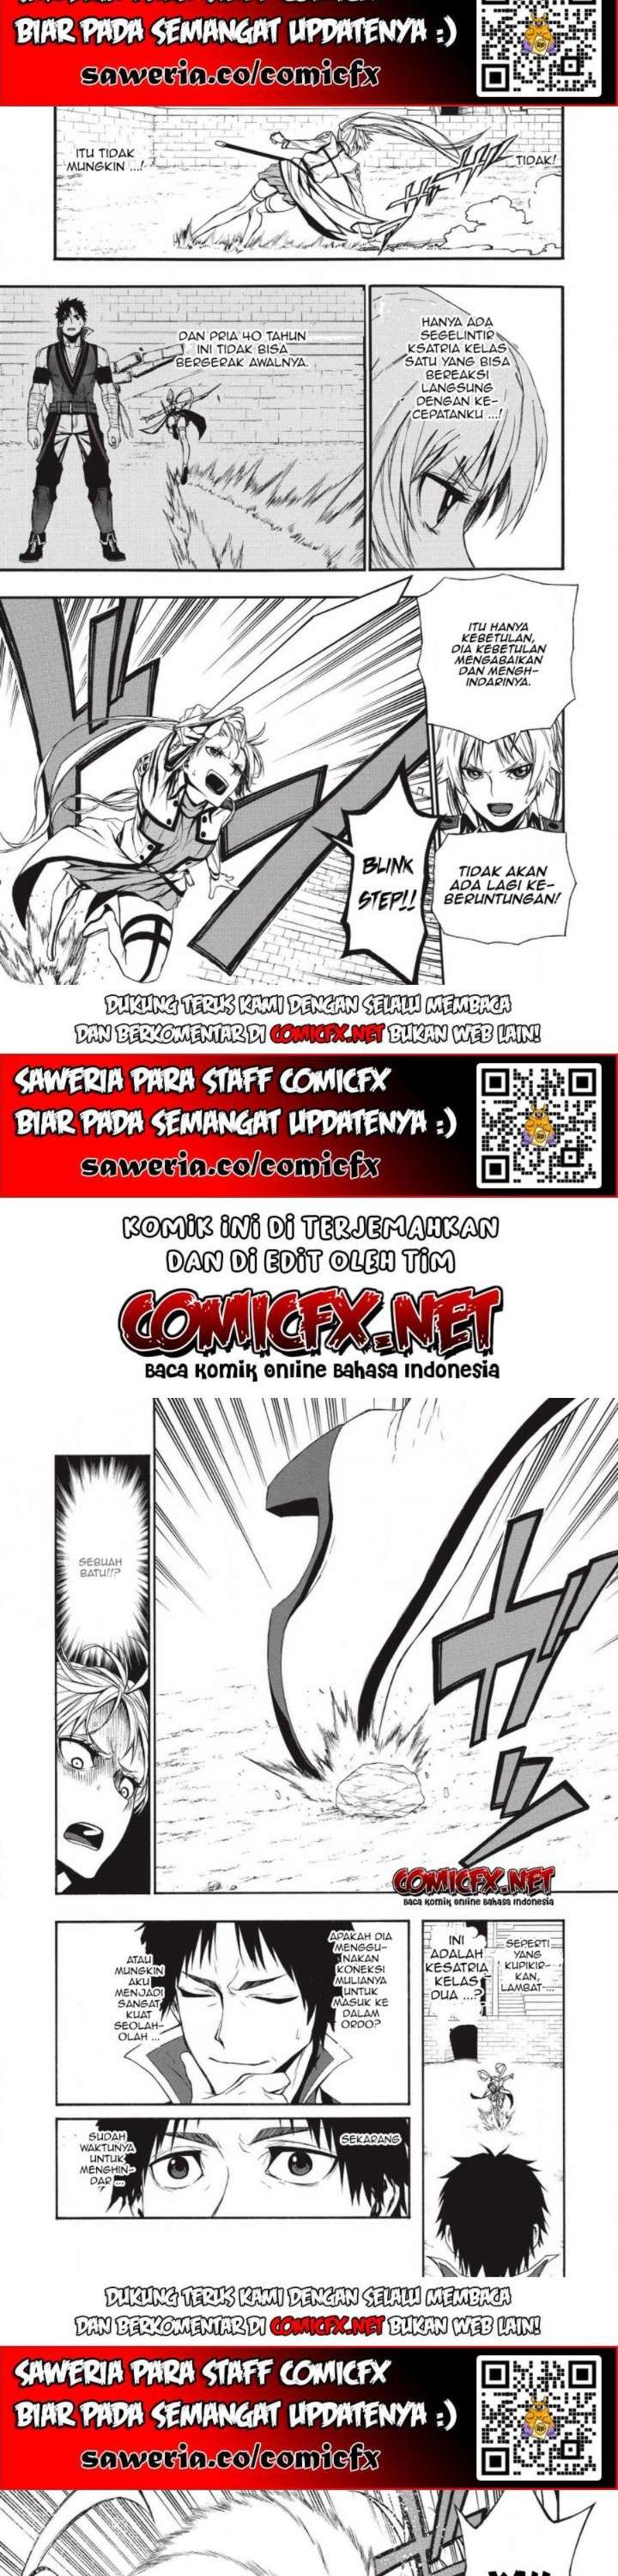 BIAR PADA SEMANGAT UPDATENYA :)
saweria.co/comicfx
TIDAK!
ITU TIDAK
MUNGKIN ...!
HANYA ADA
SEGELINTIR
KSATRIA KELAS
SATU YANG BISA
BEREAKSI
LANGSUNG
DENGAN KE-
CEPATANKU ...!
DAN PRIA 40 TAHUN
INI TIDAK BISA
BERGERAK AWALNYA.
ITU HANYA
KEBETULAN,
DIA KEBETULAN
MENGABAIKAN
DAN MENGH-
INDARINYA.
TIDAK AKAN
ADA LAGI KE-
BERUNTUNGAN!
BLINK
STEP!!
DUKUNG TERUS KAMI DENGAN SELALU MEMBACA
DAN BERKOMENTAR DI COMICFX.NET BUKAN WEB LAIN!
SAWERIA PARA STAFF COMICFX
BIAR PADA SEMANGAT UPDATENYA :)
saweria.co/comicfx
KOMIK INI DI TERJEMAHKAN
DAN DI EDIT OLEH TIM
COMICFX.NET
Baca Komik Online Bahasa Indonesia
SEBUAH
BATU!!?
COMICFX.NET
Baca Komik Online Bahasa Indonesia
SEPERTI
YANG
KUPIKIR-
KAN,
LAMBAT ...
INI
ADALAH
KESATRIA
KELAS
DUA ...?
APAKAH DIA
MENGGU-
NAKAN
KONEKSI
MULIANYA
UNTUK
MASUK KE
DALAM
ORDO?
ATAU
MUNGKIN
AKU
MENJADI
SANGAT
KUAT
SEOLAH-
OLAH ...
SEKARANG
SUDAH
WAKTUNYA
UNTUK
MENGHIN-
DAR ...
DUKUNG TERUS KAMI DENGAN SELALU MEMBACA
DAN BERKOMENTAR DI COMICFX.NET BUKAN WEB LAIN!
SAWERIA PARA STAFF COMICFX
BIAR PADA SEMANGAT UPDATENYA :)
saweria.co/comicfx